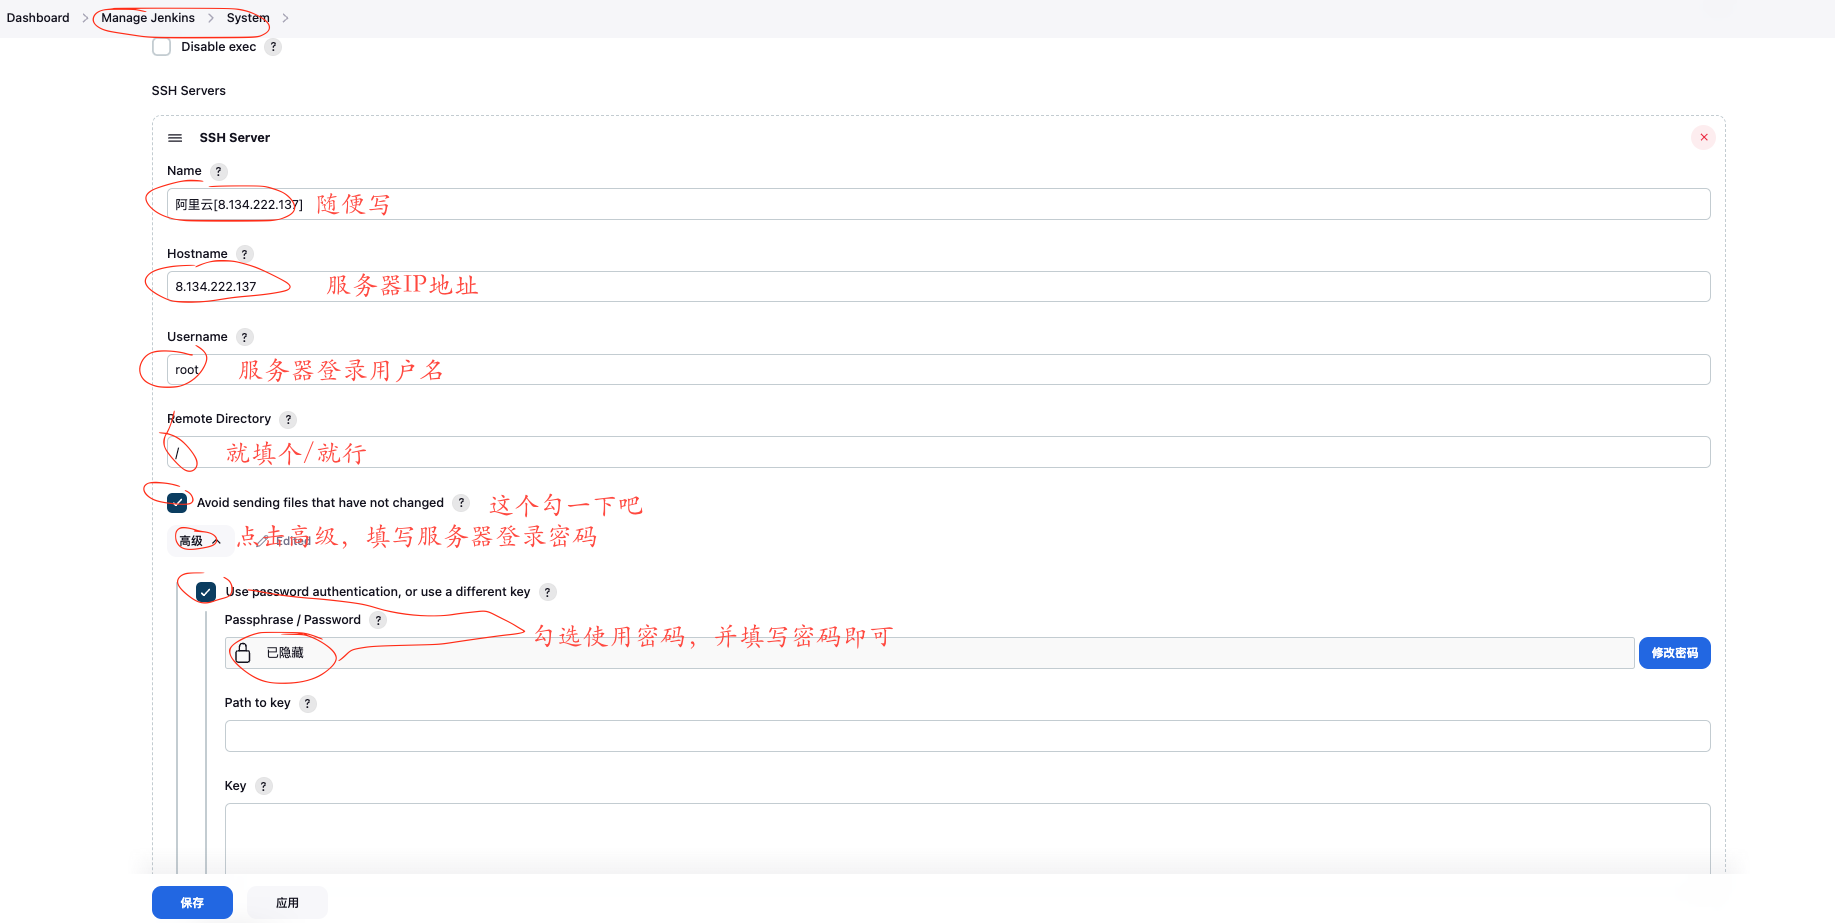 Dashboard > Manage Jenkins > System >
Disable exec ?
SSH Servers
SSH Server
Name ?
阿里云[8.134.222.137] 随便写
Hostname ?
8.134.222.137 服务器IP地址
Username ?
root 服务器登录用户名
Remote Directory ?
/ 就填个/就行
Avoid sending files that have not changed ? 这个勾一下吧
高级 Edited 点击高级，填写服务器登录密码
Use password authentication, or use a different key ?
Passphrase / Password ?
勾选使用密码，并填写密码即可
已隐藏 修改密码
Path to key ?
Key ?
保存 应用